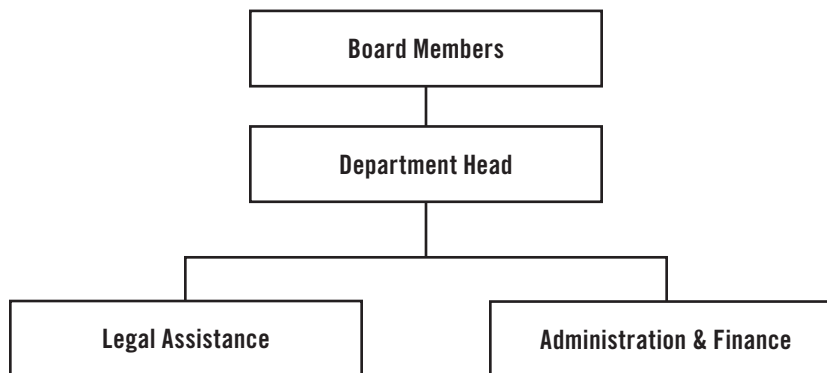 Board Members
Department Head
Legal Assistance
Administration & Finance